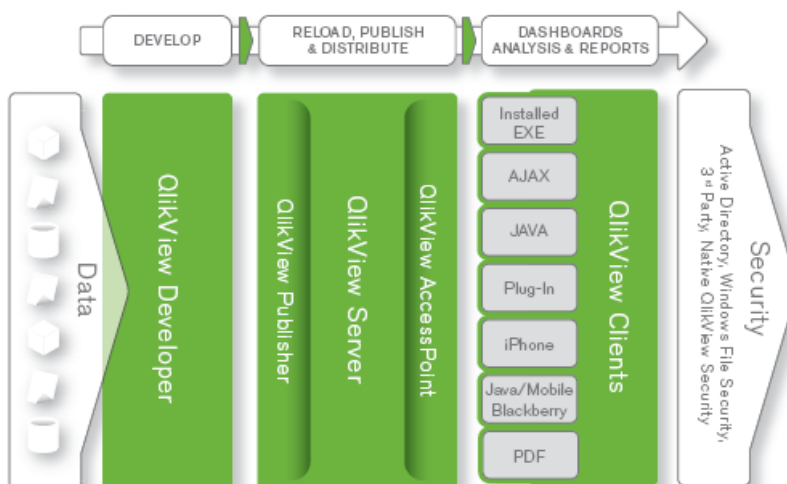 DEVELOP
RELOAD, PUBLISH
& DISTRIBUTE
DASHBOARDS
ANALYSIS & REPORTS
Data
QlikView Developer
QlikView Publisher
QlikView Server
QlikView AccessPoint
Installed
EXE
AJAX
JAVA
Plug-In
iPhone
Java/Mobile
Blackberry
PDF
QlikView Clients
Security
Active Directory, Windows File Security,
3rd Party, Native QlikView Security